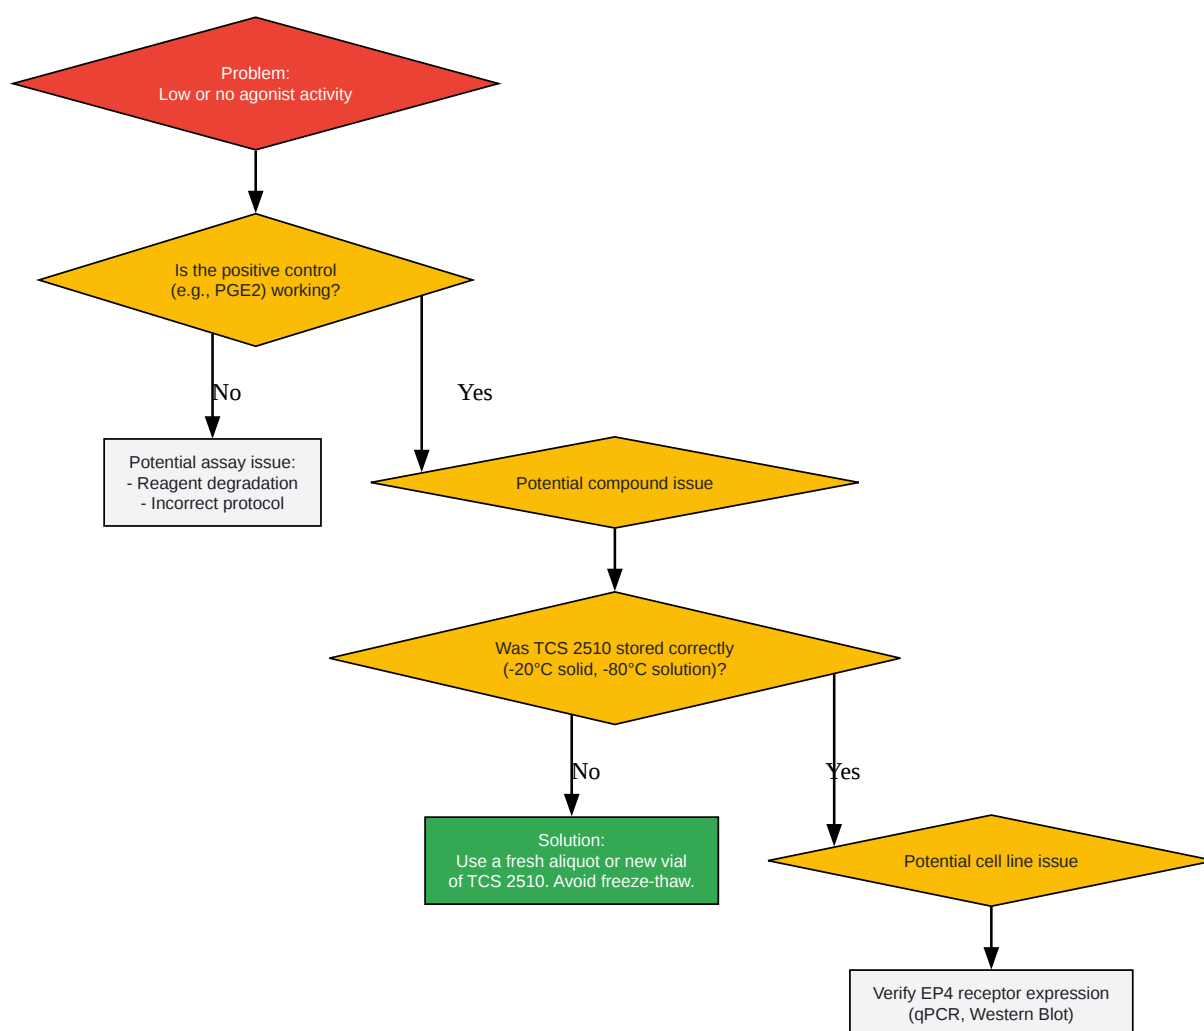 Problem:
Low or no agonist activity
Is the positive control
(e.g., PGE2) working?
No
Yes
Potential assay issue:
- Reagent degradation
- Incorrect protocol
Potential compound issue
Was TCS 2510 stored correctly
(-20°C solid, -80°C solution)?
No
Yes
Solution:
Use a fresh aliquot or new vial
of TCS 2510. Avoid freeze-thaw.
Potential cell line issue
Verify EP4 receptor expression
(qPCR, Western Blot)